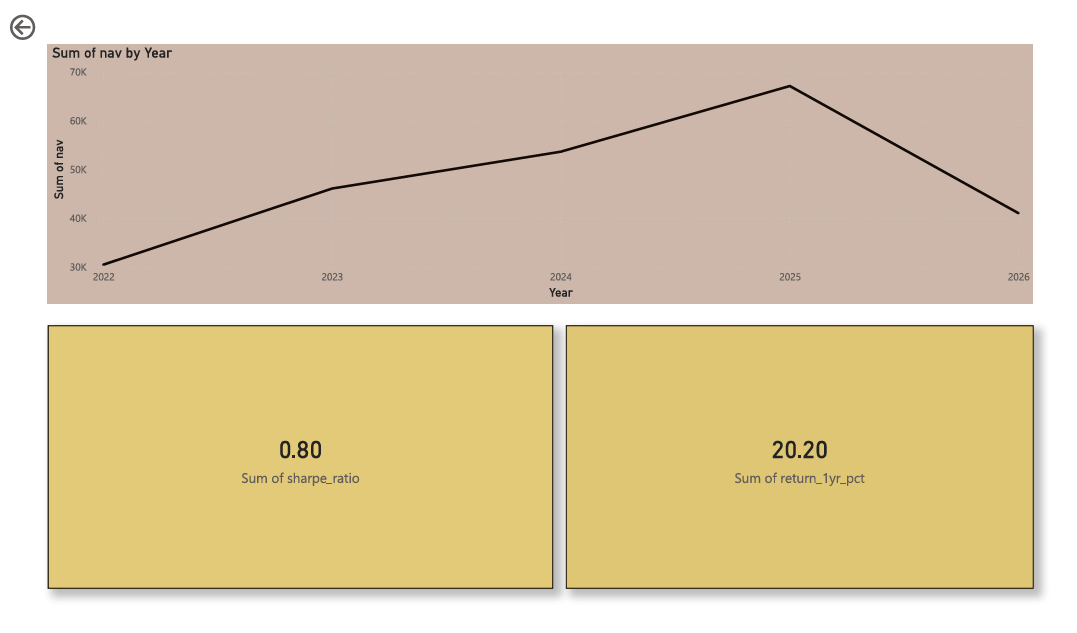 Sum of nav by Year
70K
60K
50K
40K
30K
Sum of nav
2022
2023
2024
2025
2026
Year
0.80
Sum of sharpe_ratio
20.20
Sum of return_1yr_pct